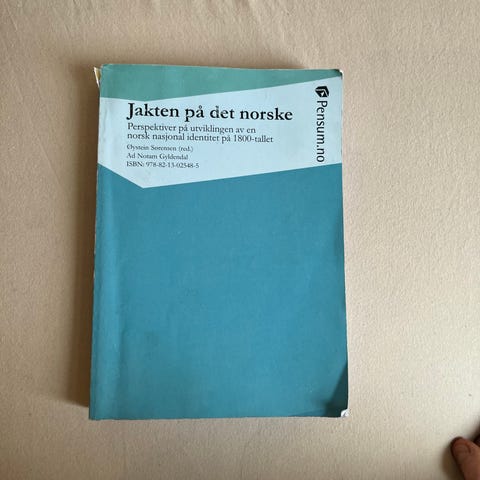 Jakten på det norske
Perspektiver på utviklingen av en
norsk nasjonal identitet på 1800-tallet
Øystein Sørensen (red.)
Ad Notam Gyldendal
ISBN: 978-82-13-02548-5
Pensum.no